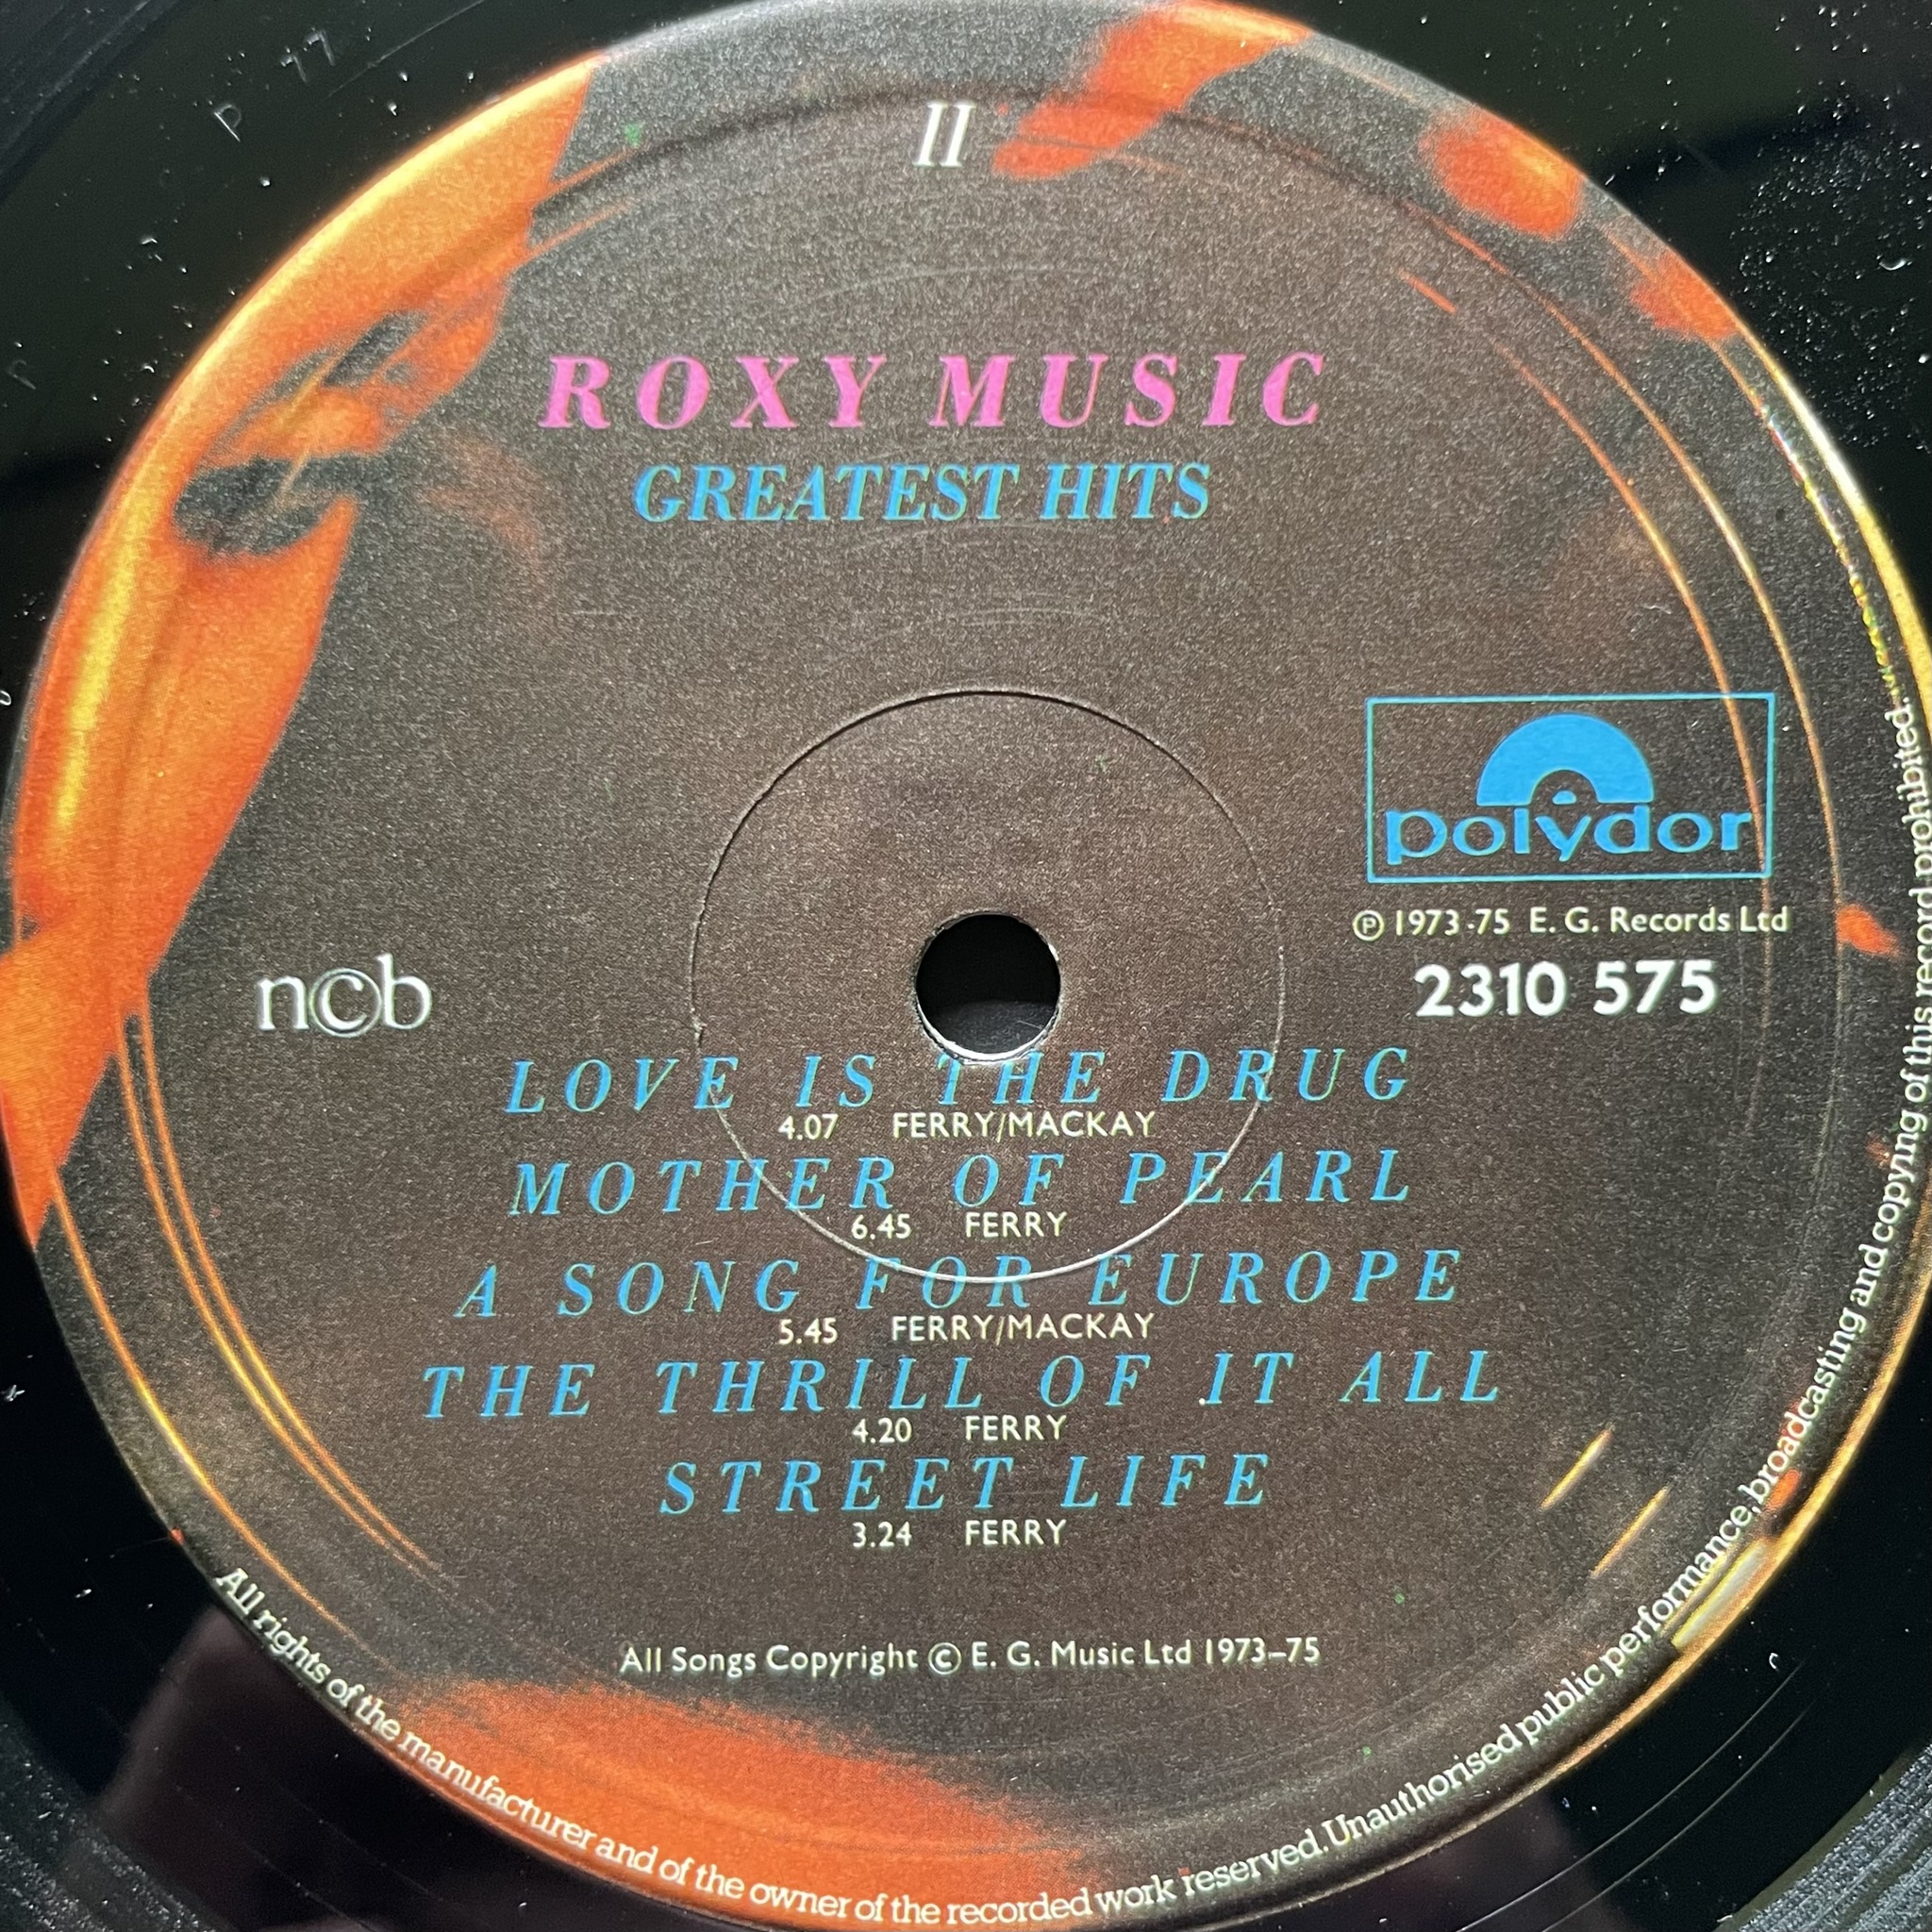 P 77
II
ROXY MUSIC
GREATEST HITS
polydor
℗ 1973-75 E. G. Records Ltd
2310 575
n©b
LOVE IS THE DRUG
4.07 FERRY/MACKAY
MOTHER OF PEARL
6.45 FERRY
A SONG FOR EUROPE
5.45 FERRY/MACKAY
THE THRILL OF IT ALL
4.20 FERRY
STREET LIFE
3.24 FERRY
All Songs Copyright © E. G. Music Ltd 1973–75
All rights of the manufacturer and of the owner of the recorded work reserved. Unauthorised public performance, broadcasting and copying of this record prohibited.